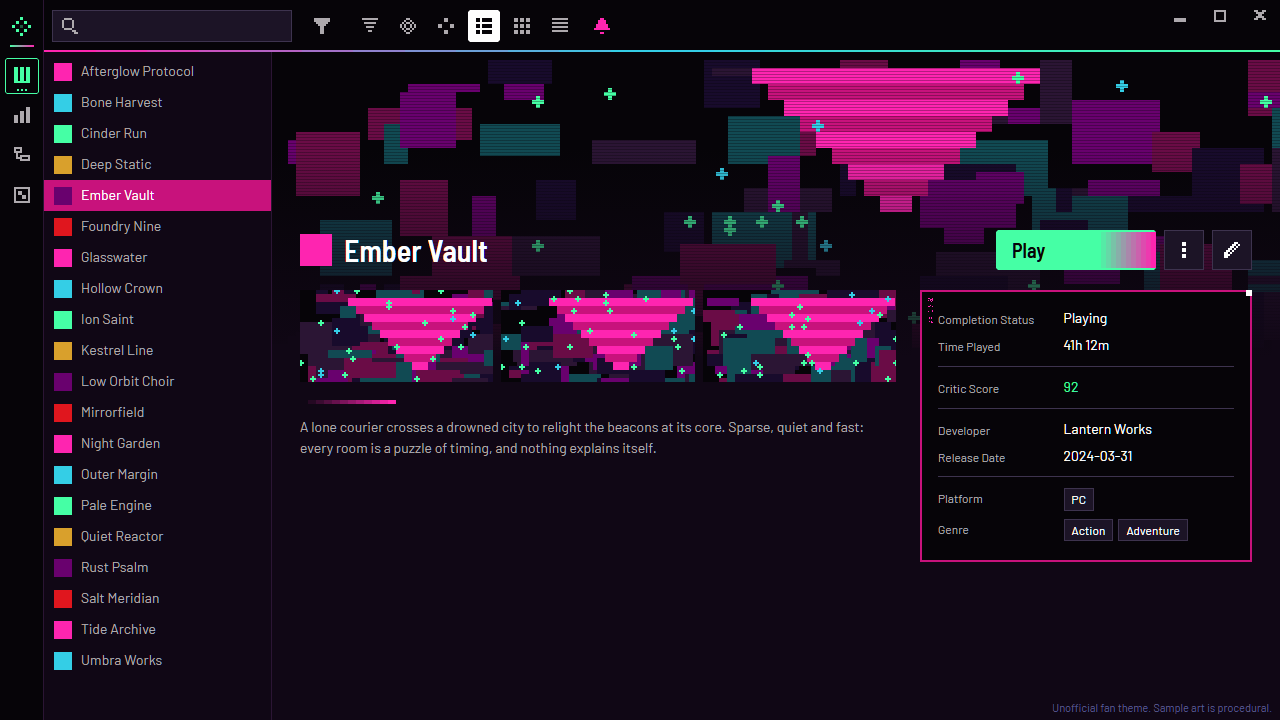 Afterglow Protocol
Bone Harvest
Cinder Run
Deep Static
Ember Vault
Foundry Nine
Glasswater
Hollow Crown
Ion Saint
Kestrel Line
Low Orbit Choir
Mirrorfield
Night Garden
Outer Margin
Pale Engine
Quiet Reactor
Rust Psalm
Salt Meridian
Tide Archive
Umbra Works
Ember Vault
Play
A lone courier crosses a drowned city to relight the beacons at its core. Sparse, quiet and fast:
every room is a puzzle of timing, and nothing explains itself.
Completion Status Playing
Time Played 41h 12m
Critic Score 92
Developer Lantern Works
Release Date 2024-03-31
Platform PC
Genre Action Adventure
Unofficial fan theme. Sample art is procedural.